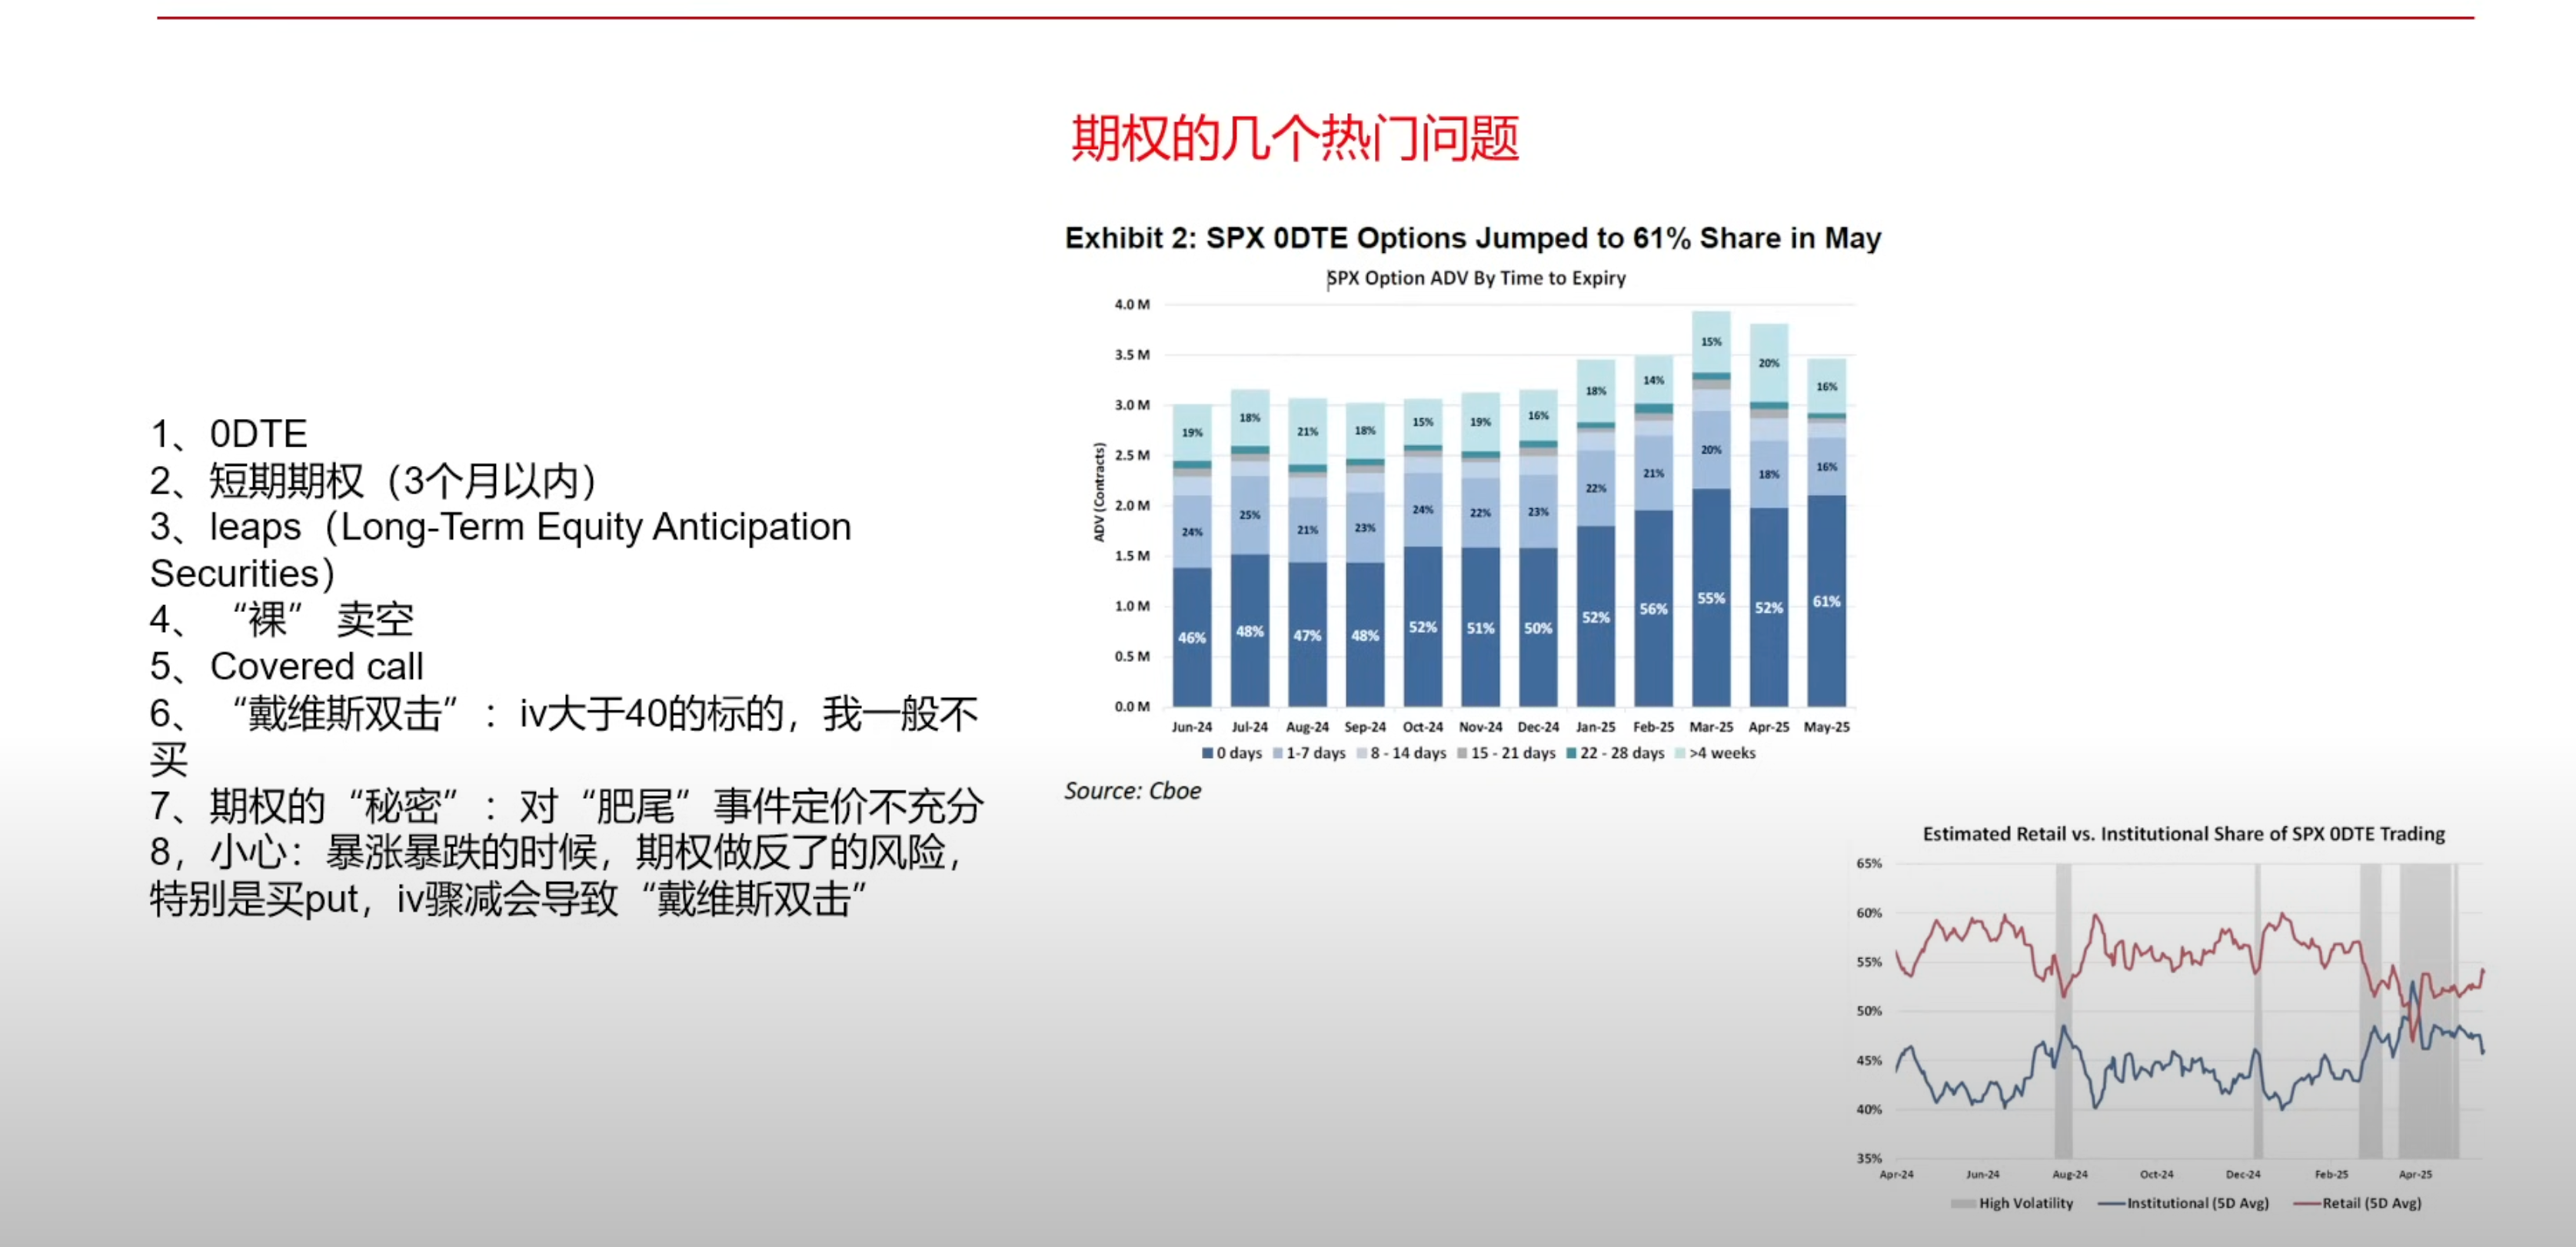 期权的几个热门问题
1、0DTE
2、短期期权（3个月以内）
3、leaps（Long-Term Equity Anticipation
Securities）
4、“裸” 卖空
5、Covered call
6、“戴维斯双击”：iv大于40的标的，我一般不
买
7、期权的“秘密”：对“肥尾”事件定价不充分
8，小心：暴涨暴跌的时候，期权做反了的风险，
特别是买put，iv骤减会导致“戴维斯双击”
Exhibit 2: SPX 0DTE Options Jumped to 61% Share in May
SPX Option ADV By Time to Expiry
ADV (Contracts)
4.0 M
3.5 M
3.0 M
2.5 M
2.0 M
1.5 M
1.0 M
0.5 M
0.0 M
19% 18% 21% 18% 15% 19% 16% 18% 14% 15% 20% 16%
24% 25% 21% 23% 24% 22% 23% 22% 21% 20% 18% 16%
46% 48% 47% 48% 52% 51% 50% 52% 56% 55% 52% 61%
Jun-24 Jul-24 Aug-24 Sep-24 Oct-24 Nov-24 Dec-24 Jan-25 Feb-25 Mar-25 Apr-25 May-25
0 days 1-7 days 8 - 14 days 15 - 21 days 22 - 28 days >4 weeks
Source: Cboe
Estimated Retail vs. Institutional Share of SPX 0DTE Trading
65%
60%
55%
50%
45%
40%
35%
Apr-24 Jun-24 Aug-24 Oct-24 Dec-24 Feb-25 Apr-25
High Volatility Institutional (5D Avg) Retail (5D Avg)